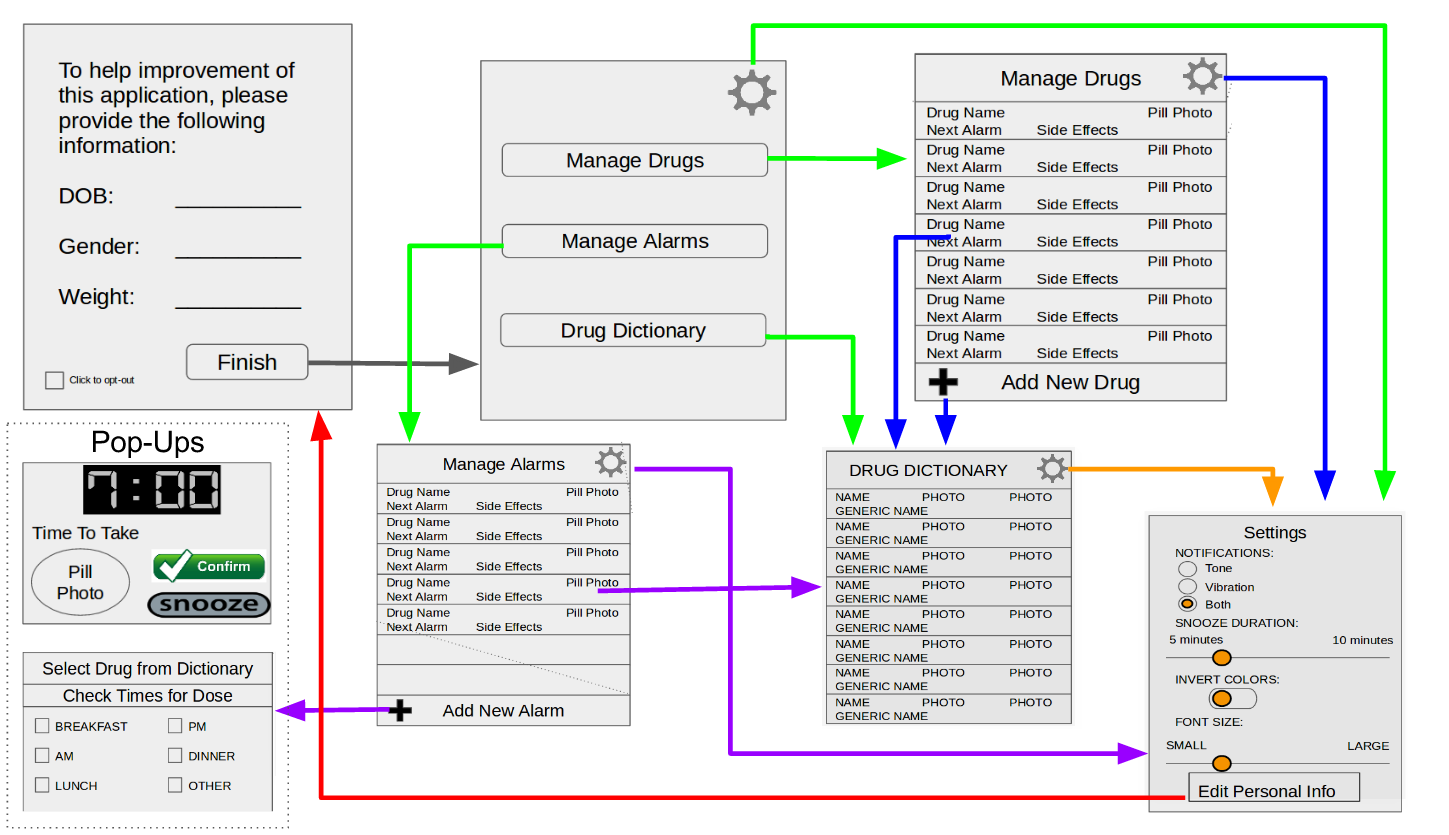 To help improvement of
this application, please
provide the following
information:
DOB: __________
Gender: __________
Weight: __________
Finish
Click to opt-out
Manage Drugs
Manage Alarms
Drug Dictionary
Manage Drugs
Drug Name Pill Photo
Next Alarm Side Effects
Drug Name Pill Photo
Next Alarm Side Effects
Drug Name Pill Photo
Next Alarm Side Effects
Drug Name Pill Photo
Next Alarm Side Effects
Drug Name Pill Photo
Next Alarm Side Effects
Drug Name Pill Photo
Next Alarm Side Effects
Drug Name Pill Photo
Next Alarm Side Effects
Add New Drug
Pop-Ups
7:00
Time To Take
Pill
Photo
Confirm
snooze
Select Drug from Dictionary
Check Times for Dose
BREAKFAST PM
AM DINNER
LUNCH OTHER
Manage Alarms
Drug Name Pill Photo
Next Alarm Side Effects
Drug Name Pill Photo
Next Alarm Side Effects
Drug Name Pill Photo
Next Alarm Side Effects
Drug Name Pill Photo
Next Alarm Side Effects
Drug Name Pill Photo
Next Alarm Side Effects
Add New Alarm
DRUG DICTIONARY
NAME PHOTO PHOTO
GENERIC NAME
NAME PHOTO PHOTO
GENERIC NAME
NAME PHOTO PHOTO
GENERIC NAME
NAME PHOTO PHOTO
GENERIC NAME
NAME PHOTO PHOTO
GENERIC NAME
NAME PHOTO PHOTO
GENERIC NAME
NAME PHOTO PHOTO
GENERIC NAME
NAME PHOTO PHOTO
GENERIC NAME
Settings
NOTIFICATIONS:
Tone
Vibration
Both
SNOOZE DURATION:
5 minutes 10 minutes
INVERT COLORS:
FONT SIZE:
SMALL LARGE
Edit Personal Info